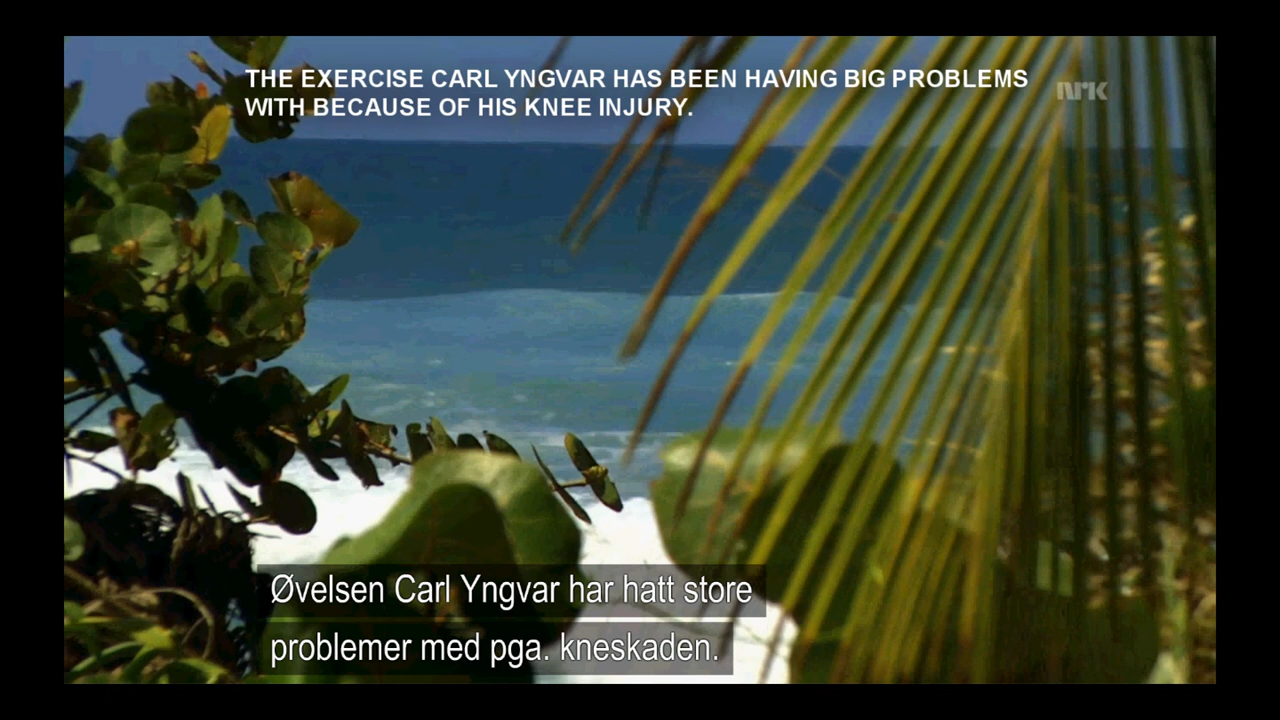 THE EXERCISE CARL YNGVAR HAS BEEN HAVING BIG PROBLEMS
WITH BECAUSE OF HIS KNEE INJURY.
NRK
Øvelsen Carl Yngvar har hatt store
problemer med pga. kneskaden.